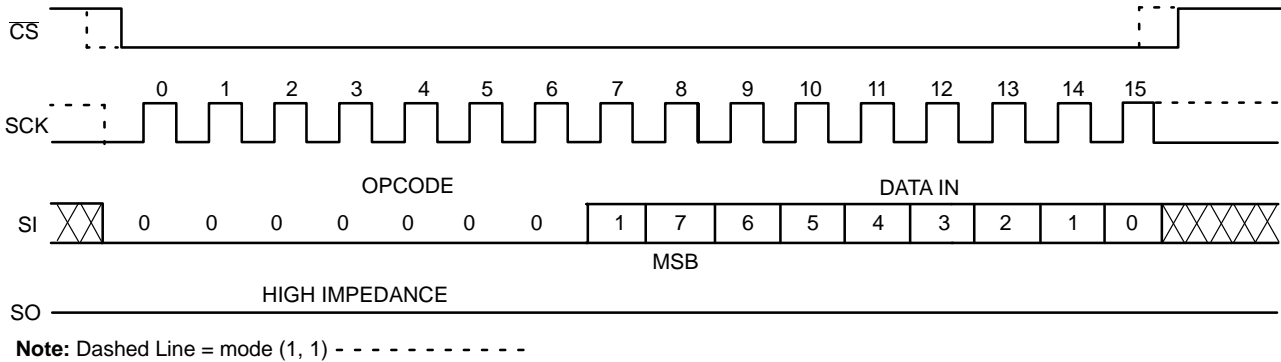 CS
0 1 2 3 4 5 6 7 8 9 10 11 12 13 14 15
SCK
OPCODE DATA IN
SI 0 0 0 0 0 0 0 1 7 6 5 4 3 2 1 0
MSB
HIGH IMPEDANCE
SO
Note: Dashed Line = mode (1, 1) - - - - - - - - - - - -